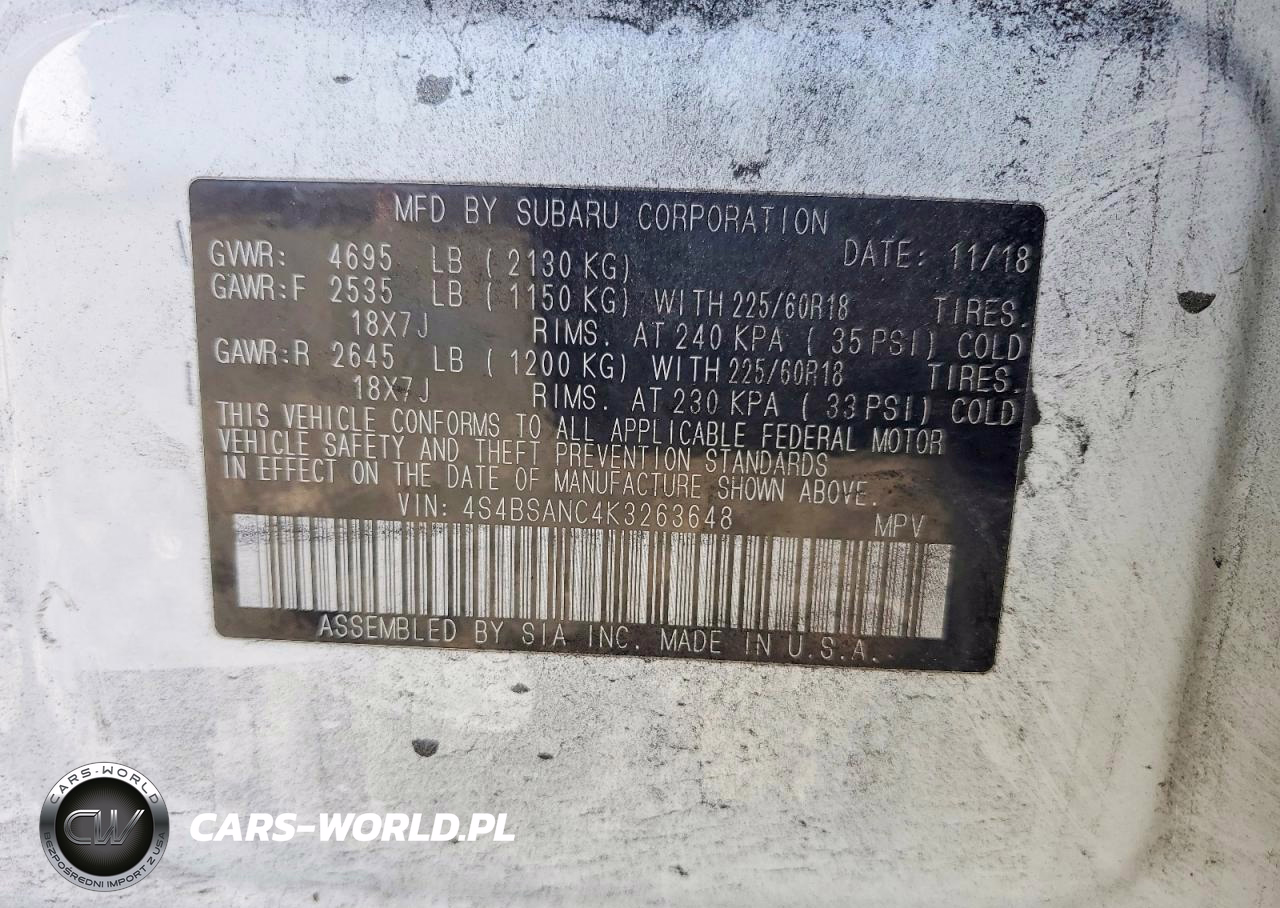 MFD BY SUBARU CORPORATION
GVWR: 4695 LB ( 2130 KG) DATE: 11/18
GAWR:F 2535 LB ( 1150 KG) WITH 225/60R18 TIRES.
18X7J RIMS. AT 240 KPA ( 35 PSI) COLD
GAWR:R 2645 LB ( 1200 KG) WITH 225/60R18 TIRES.
18X7J RIMS. AT 230 KPA ( 33 PSI) COLD
THIS VEHICLE CONFORMS TO ALL APPLICABLE FEDERAL MOTOR
VEHICLE SAFETY AND THEFT PREVENTION STANDARDS
IN EFFECT ON THE DATE OF MANUFACTURE SHOWN ABOVE.
VIN: 4S4BSANC4K3263648 MPV
ASSEMBLED BY SIA INC. MADE IN U.S.A.
CARS-WORLD
CW
BEZPOŚREDNI IMPORT Z USA
CARS-WORLD.PL